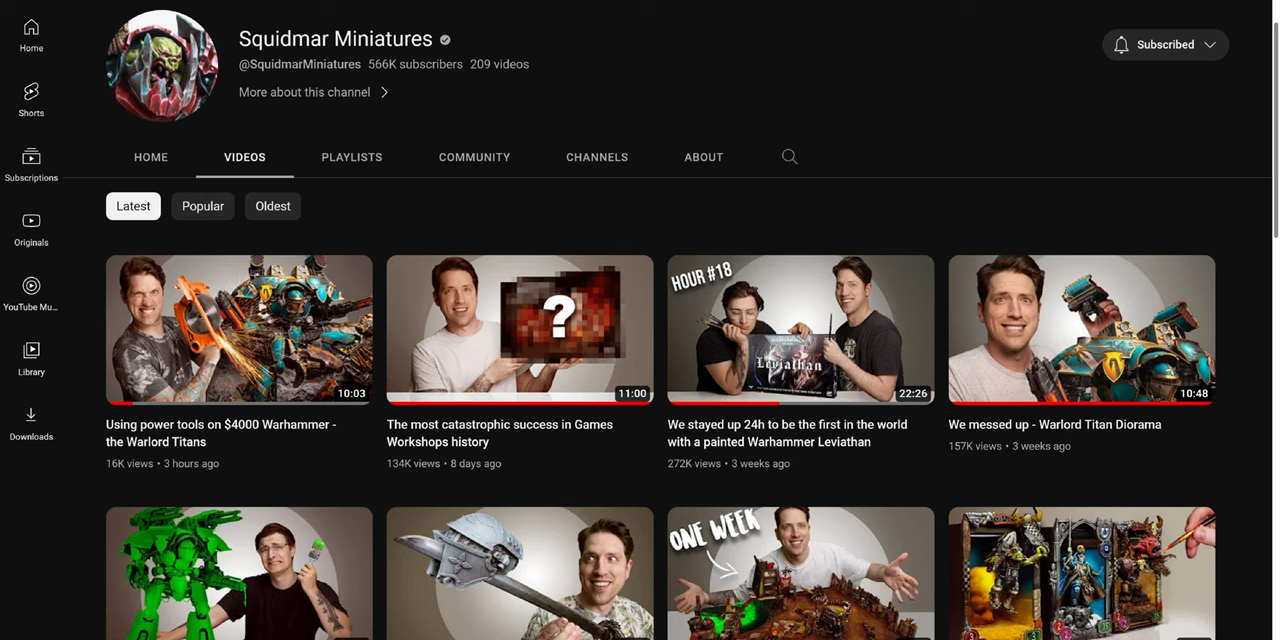 Home
Shorts
Subscriptions
Originals
YouTube Mu...
Library
Downloads
Squidmar Miniatures
@SquidmarMiniatures 566K subscribers 209 videos
More about this channel
Subscribed
HOME VIDEOS PLAYLISTS COMMUNITY CHANNELS ABOUT
Latest Popular Oldest
10:03
?
11:00
HOUR #18
Leviathan
22:26
10:48
Using power tools on $4000 Warhammer -
the Warlord Titans
16K views • 3 hours ago
The most catastrophic success in Games
Workshops history
134K views • 8 days ago
We stayed up 24h to be the first in the world
with a painted Warhammer Leviathan
272K views • 3 weeks ago
We messed up - Warlord Titan Diorama
157K views • 3 weeks ago
ONE WEEK